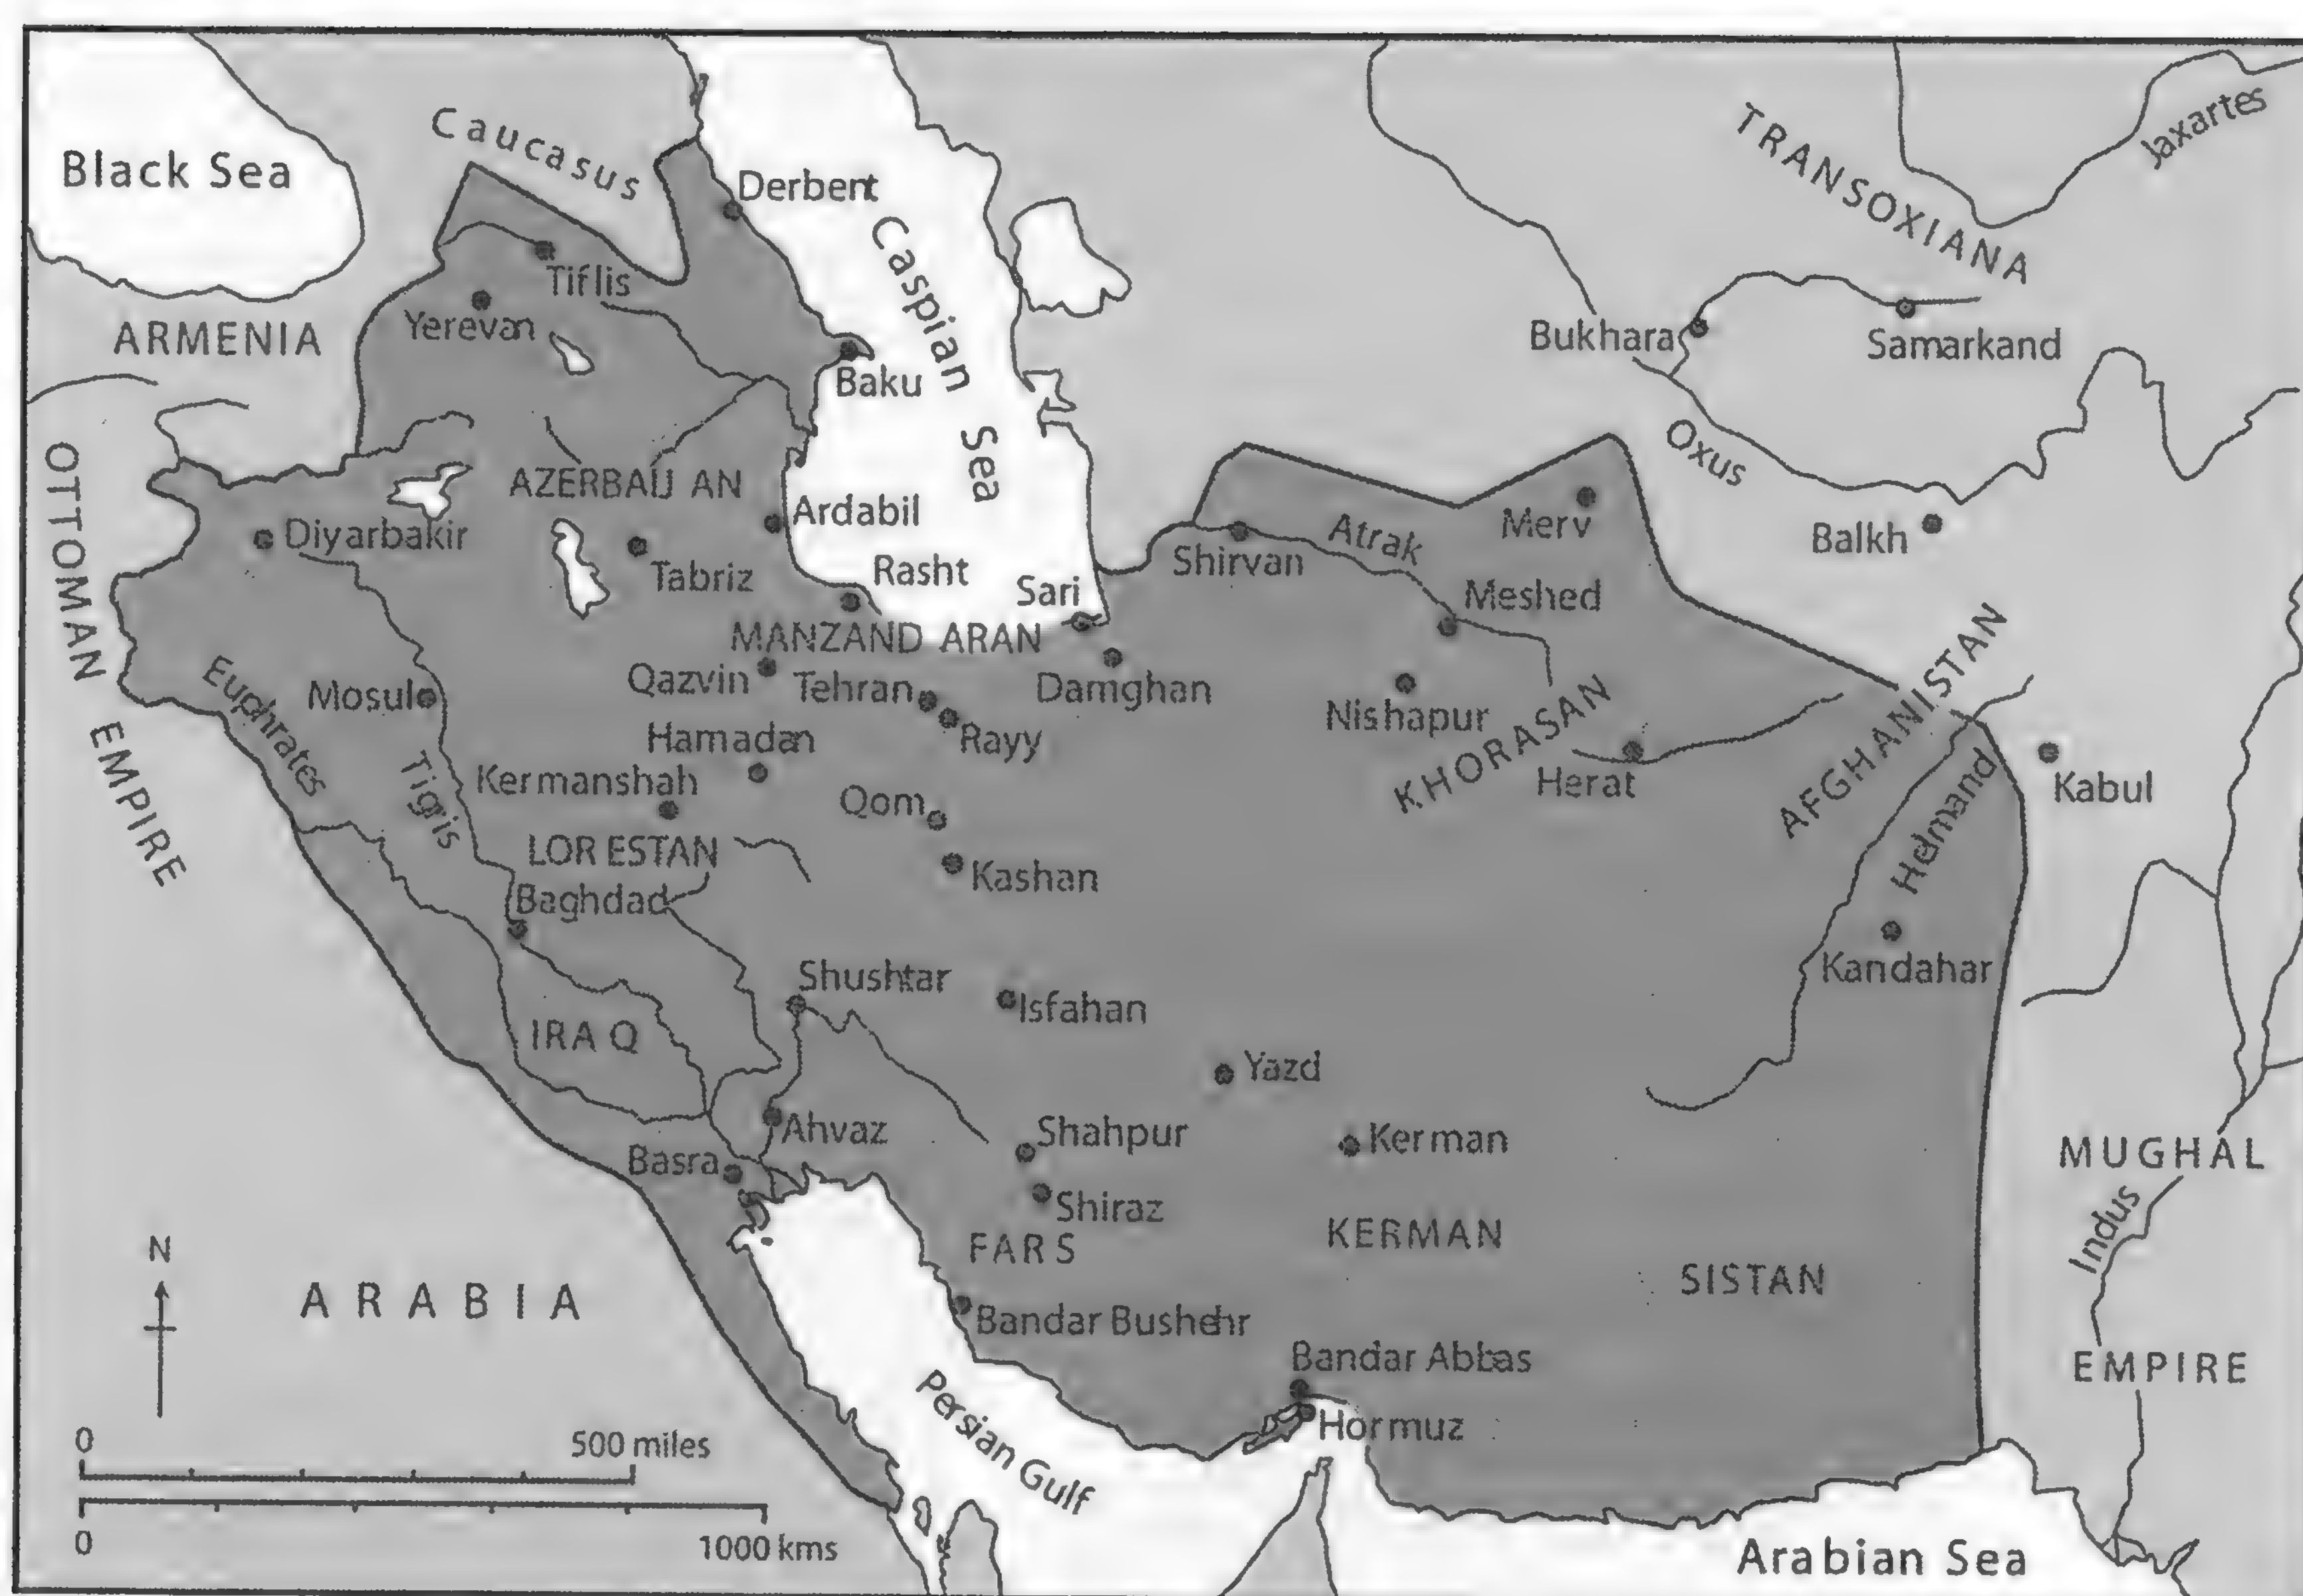 Black Sea
Caucasus
Derbent
Caspian Sea
TRANSOXIANA
Jaxartes
Tiflis
Yerevan
ARMENIA
Baku
Bukhara
Samarkand
Oxus
OTTOMAN EMPIRE
AZERBAIJ AN
Ardabil
Diyarbakir
Tabriz
Rasht
Sari
Shirvan
Atrak
Merv
Balkh
Meshed
MANZAND ARAN
Euphrates
Mosul
Qazvin
Tehran
Damghan
Nishapur
KHORASAN
Hamadan
Rayy
Herat
AFGHANISTAN
Kabul
Tigris
Kermanshah
Qom
Helmand
LOR ESTAN
Kashan
Baghdad
Kandahar
Shushtar
Isfahan
IRA Q
Yazd
Ahvaz
Shahpur
Kerman
Basra
MUGHAL
Shiraz
Indus
N
FARS
KERMAN
SISTAN
ARABIA
Bandar Bushehr
Bandar Abbas
EMPIRE
Persian Gulf
Hormuz
0
500 miles
0
1000 kms
Arabian Sea